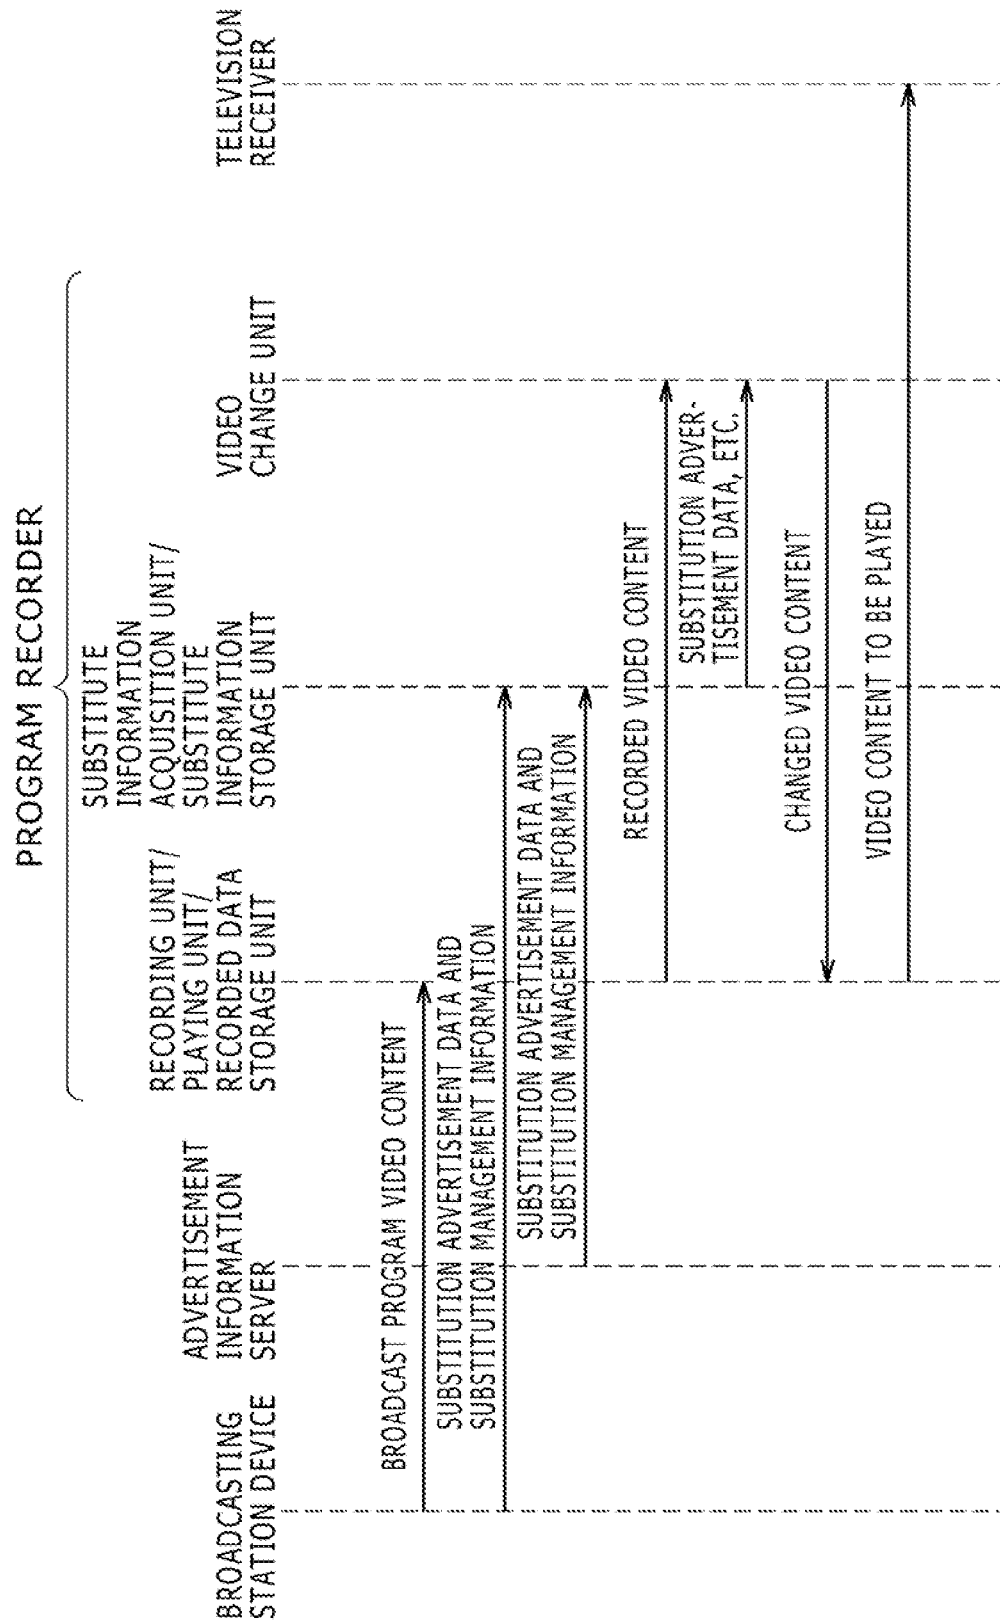 PROGRAM RECORDER
BROADCASTING
STATION DEVICE
ADVERTISEMENT
INFORMATION
SERVER
RECORDING UNIT/
PLAYING UNIT/
RECORDED DATA
STORAGE UNIT
SUBSTITUTE
INFORMATION
ACQUISITION UNIT/
SUBSTITUTE
INFORMATION
STORAGE UNIT
VIDEO
CHANGE UNIT
TELEVISION
RECEIVER
BROADCAST PROGRAM VIDEO CONTENT
SUBSTITUTION ADVERTISEMENT DATA AND
SUBSTITUTION MANAGEMENT INFORMATION
SUBSTITUTION ADVERTISEMENT DATA AND
SUBSTITUTION MANAGEMENT INFORMATION
RECORDED VIDEO CONTENT
SUBSTITUTION ADVER-
TISEMENT DATA, ETC.
CHANGED VIDEO CONTENT
VIDEO CONTENT TO BE PLAYED